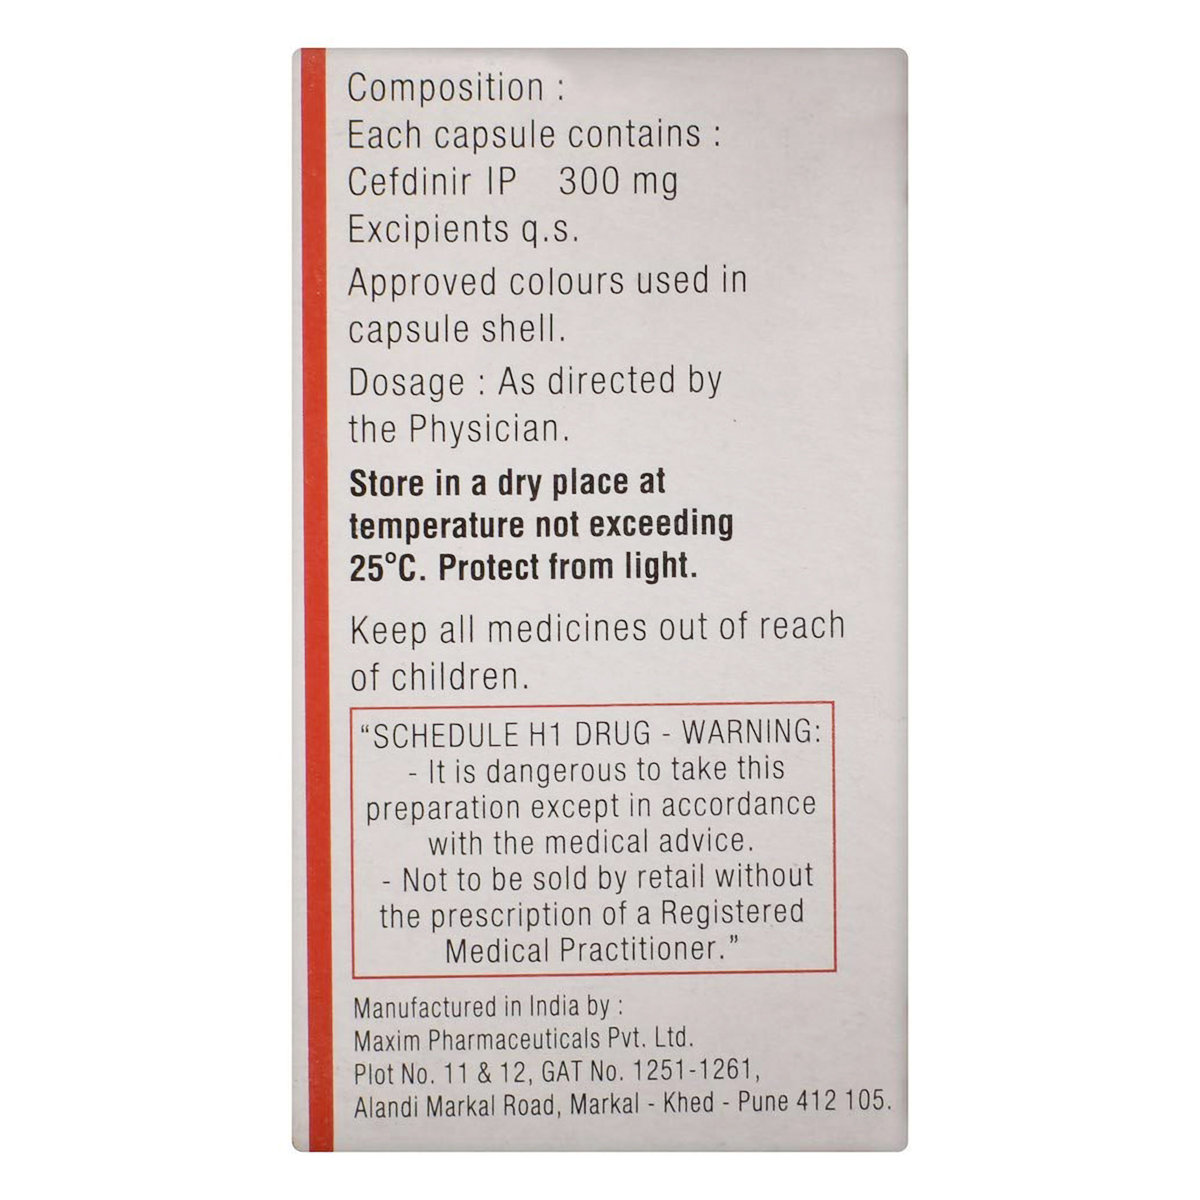 Composition :
Each capsule contains :
Cefdinir IP 300 mg
Excipients q.s.
Approved colours used in
capsule shell.
Dosage : As directed by
the Physician.
Store in a dry place at
temperature not exceeding
25°C. Protect from light.
Keep all medicines out of reach
of children.
“SCHEDULE H1 DRUG - WARNING:
- It is dangerous to take this
preparation except in accordance
with the medical advice.
- Not to be sold by retail without
the prescription of a Registered
Medical Practitioner.”
Manufactured in India by :
Maxim Pharmaceuticals Pvt. Ltd.
Plot No. 11 & 12, GAT No. 1251-1261,
Alandi Markal Road, Markal - Khed - Pune 412 105.